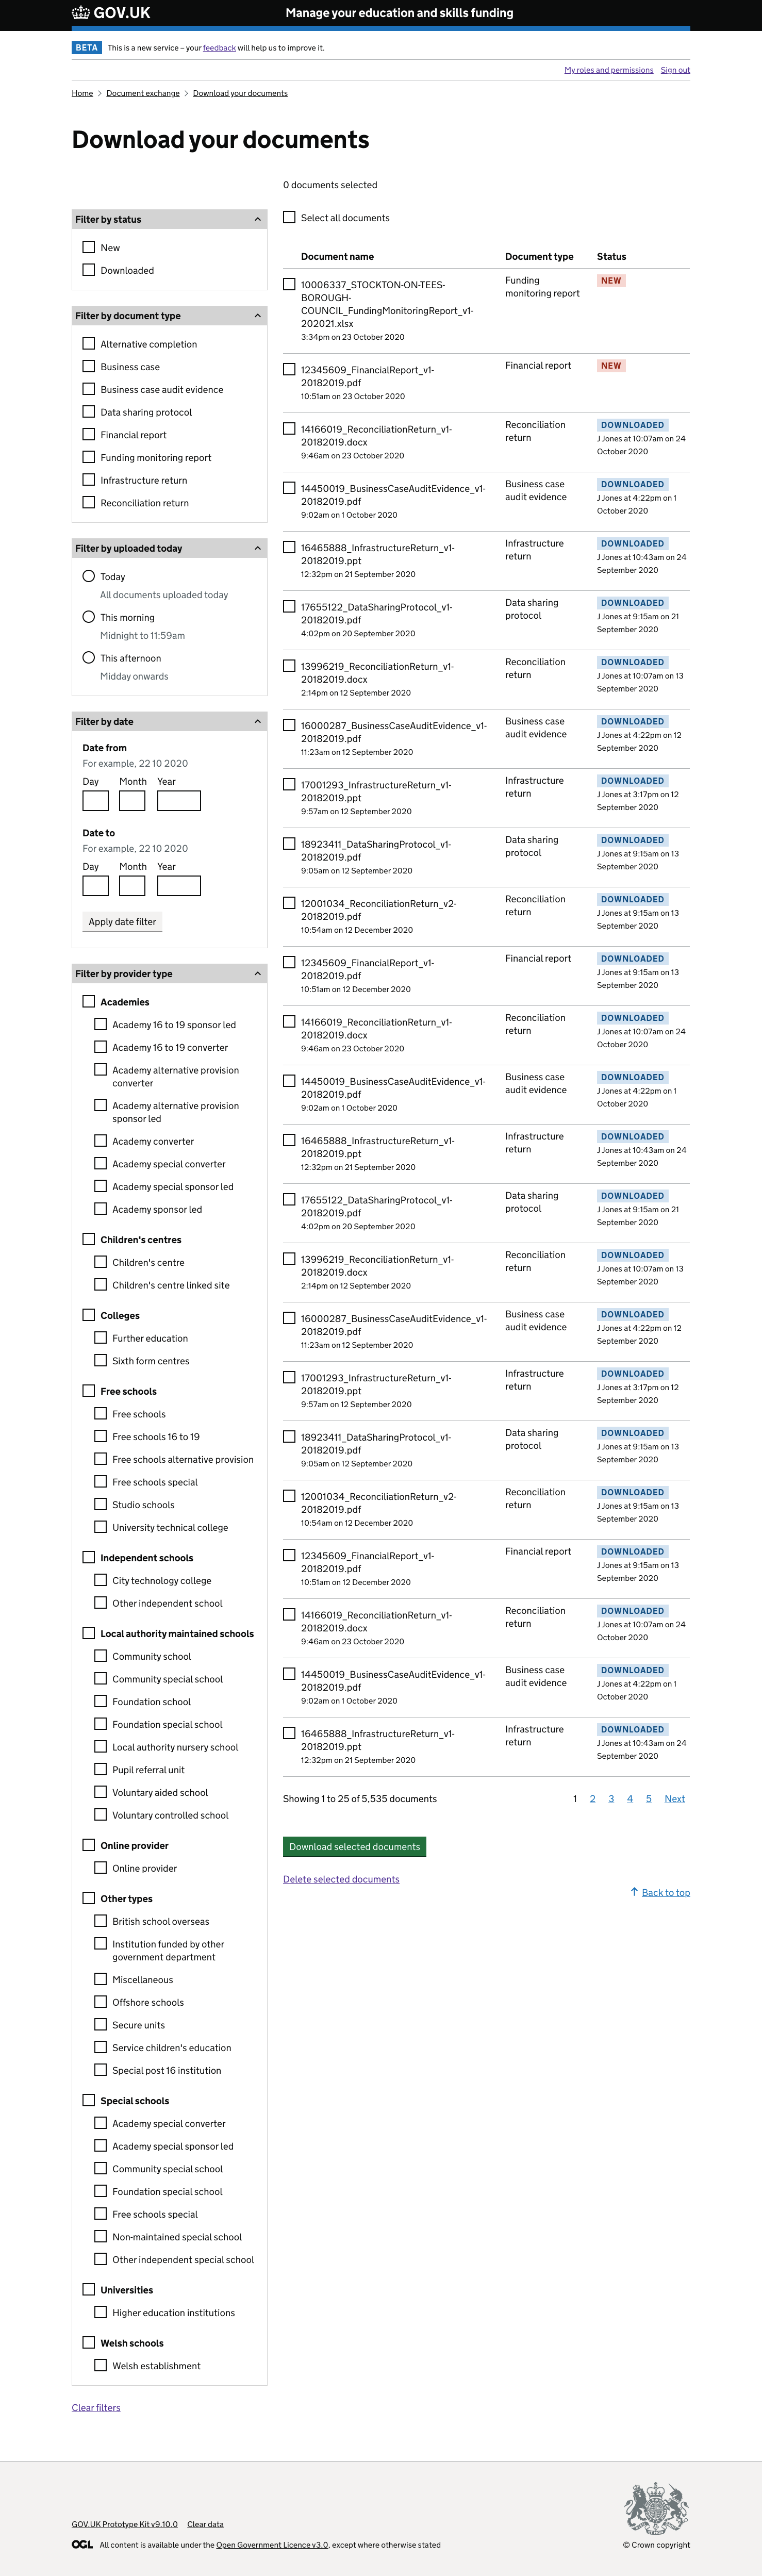 GOV.UK
Manage your education and skills funding
BETA This is a new service – your feedback will help us to improve it.
My roles and permissions Sign out
Home Document exchange Download your documents
Download your documents
0 documents selected
Filter by status
New
Downloaded
Filter by document type
Alternative completion
Business case
Business case audit evidence
Data sharing protocol
Financial report
Funding monitoring report
Infrastructure return
Reconciliation return
Filter by uploaded today
Today
All documents uploaded today
This morning
Midnight to 11:59am
This afternoon
Midday onwards
Filter by date
Date from
For example, 22 10 2020
Day Month Year
Date to
For example, 22 10 2020
Day Month Year
Apply date filter
Filter by provider type
Academies
Academy 16 to 19 sponsor led
Academy 16 to 19 converter
Academy alternative provision
converter
Academy alternative provision
sponsor led
Academy converter
Academy special converter
Academy special sponsor led
Academy sponsor led
Children's centres
Children's centre
Children's centre linked site
Colleges
Further education
Sixth form centres
Free schools
Free schools
Free schools 16 to 19
Free schools alternative provision
Free schools special
Studio schools
University technical college
Independent schools
City technology college
Other independent school
Local authority maintained schools
Community school
Community special school
Foundation school
Foundation special school
Local authority nursery school
Pupil referral unit
Voluntary aided school
Voluntary controlled school
Online provider
Online provider
Other types
British school overseas
Institution funded by other
government department
Miscellaneous
Offshore schools
Secure units
Service children's education
Special post 16 institution
Special schools
Academy special converter
Academy special sponsor led
Community special school
Foundation special school
Free schools special
Non-maintained special school
Other independent special school
Universities
Higher education institutions
Welsh schools
Welsh establishment
Clear filters
Select all documents
Document name Document type Status
10006337_STOCKTON-ON-TEES- Funding NEW
BOROUGH- monitoring report
COUNCIL_FundingMonitoringReport_v1-
202021.xlsx
3:34pm on 23 October 2020
12345609_FinancialReport_v1- Financial report NEW
20182019.pdf
10:51am on 23 October 2020
14166019_ReconciliationReturn_v1- Reconciliation DOWNLOADED
20182019.docx return J Jones at 10:07am on 24
9:46am on 23 October 2020 October 2020
14450019_BusinessCaseAuditEvidence_v1- Business case DOWNLOADED
20182019.pdf audit evidence J Jones at 4:22pm on 1
9:02am on 1 October 2020 October 2020
16465888_InfrastructureReturn_v1- Infrastructure DOWNLOADED
20182019.ppt return J Jones at 10:43am on 24
12:32pm on 21 September 2020 September 2020
17655122_DataSharingProtocol_v1- Data sharing DOWNLOADED
20182019.pdf protocol J Jones at 9:15am on 21
4:02pm on 20 September 2020 September 2020
13996219_ReconciliationReturn_v1- Reconciliation DOWNLOADED
20182019.docx return J Jones at 10:07am on 13
2:14pm on 12 September 2020 September 2020
16000287_BusinessCaseAuditEvidence_v1- Business case DOWNLOADED
20182019.pdf audit evidence J Jones at 4:22pm on 12
11:23am on 12 September 2020 September 2020
17001293_InfrastructureReturn_v1- Infrastructure DOWNLOADED
20182019.ppt return J Jones at 3:17pm on 12
9:57am on 12 September 2020 September 2020
18923411_DataSharingProtocol_v1- Data sharing DOWNLOADED
20182019.pdf protocol J Jones at 9:15am on 13
9:05am on 12 September 2020 September 2020
12001034_ReconciliationReturn_v2- Reconciliation DOWNLOADED
20182019.pdf return J Jones at 9:15am on 13
10:54am on 12 December 2020 September 2020
12345609_FinancialReport_v1- Financial report DOWNLOADED
20182019.pdf J Jones at 9:15am on 13
10:51am on 12 December 2020 September 2020
14166019_ReconciliationReturn_v1- Reconciliation DOWNLOADED
20182019.docx return J Jones at 10:07am on 24
9:46am on 23 October 2020 October 2020
14450019_BusinessCaseAuditEvidence_v1- Business case DOWNLOADED
20182019.pdf audit evidence J Jones at 4:22pm on 1
9:02am on 1 October 2020 October 2020
16465888_InfrastructureReturn_v1- Infrastructure DOWNLOADED
20182019.ppt return J Jones at 10:43am on 24
12:32pm on 21 September 2020 September 2020
17655122_DataSharingProtocol_v1- Data sharing DOWNLOADED
20182019.pdf protocol J Jones at 9:15am on 21
4:02pm on 20 September 2020 September 2020
13996219_ReconciliationReturn_v1- Reconciliation DOWNLOADED
20182019.docx return J Jones at 10:07am on 13
2:14pm on 12 September 2020 September 2020
16000287_BusinessCaseAuditEvidence_v1- Business case DOWNLOADED
20182019.pdf audit evidence J Jones at 4:22pm on 12
11:23am on 12 September 2020 September 2020
17001293_InfrastructureReturn_v1- Infrastructure DOWNLOADED
20182019.ppt return J Jones at 3:17pm on 12
9:57am on 12 September 2020 September 2020
18923411_DataSharingProtocol_v1- Data sharing DOWNLOADED
20182019.pdf protocol J Jones at 9:15am on 13
9:05am on 12 September 2020 September 2020
12001034_ReconciliationReturn_v2- Reconciliation DOWNLOADED
20182019.pdf return J Jones at 9:15am on 13
10:54am on 12 December 2020 September 2020
12345609_FinancialReport_v1- Financial report DOWNLOADED
20182019.pdf J Jones at 9:15am on 13
10:51am on 12 December 2020 September 2020
14166019_ReconciliationReturn_v1- Reconciliation DOWNLOADED
20182019.docx return J Jones at 10:07am on 24
9:46am on 23 October 2020 October 2020
14450019_BusinessCaseAuditEvidence_v1- Business case DOWNLOADED
20182019.pdf audit evidence J Jones at 4:22pm on 1
9:02am on 1 October 2020 October 2020
16465888_InfrastructureReturn_v1- Infrastructure DOWNLOADED
20182019.ppt return J Jones at 10:43am on 24
12:32pm on 21 September 2020 September 2020
Showing 1 to 25 of 5,535 documents 1 2 3 4 5 Next
Download selected documents
Delete selected documents
Back to top
GOV.UK Prototype Kit v9.10.0 Clear data
OGL All content is available under the Open Government Licence v3.0, except where otherwise stated
© Crown copyright